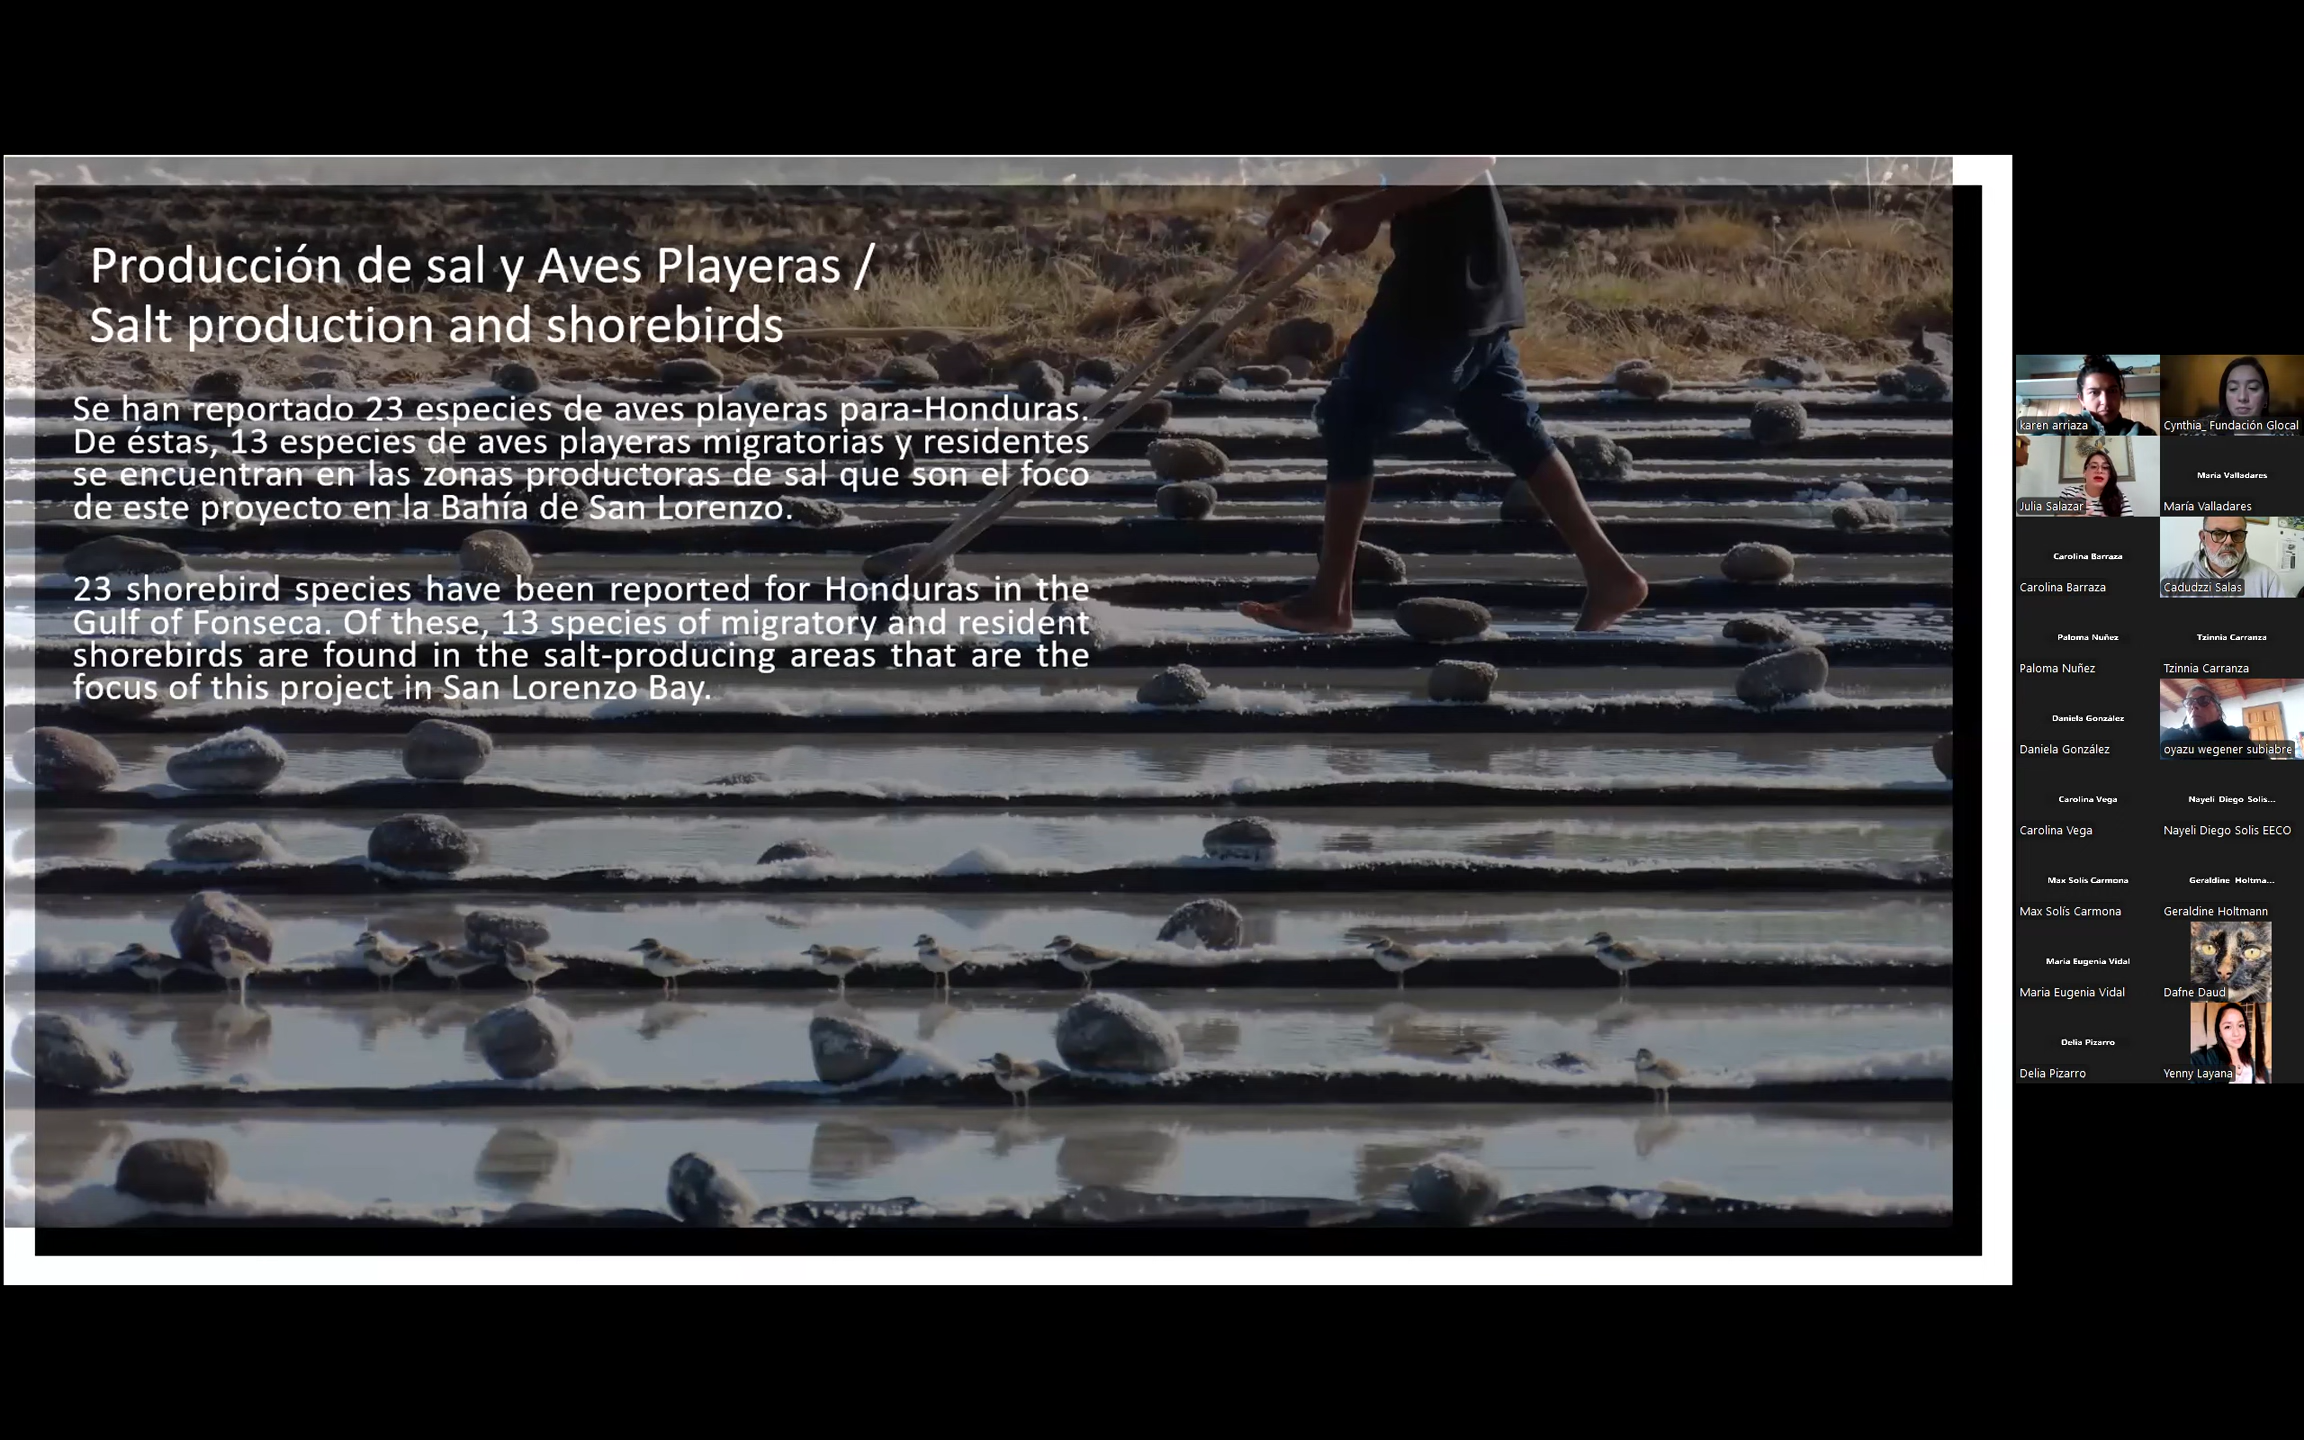 Producción de sal y Aves Playeras /
Salt production and shorebirds
Se han reportado 23 especies de aves playeras para-Honduras.
De éstas, 13 especies de aves playeras migratorias y residentes
se encuentran en las zonas productoras de sal que son el foco
de este proyecto en la Bahía de San Lorenzo.
23 shorebird species have been reported for Honduras in the
Gulf of Fonseca. Of these, 13 species of migratory and resident
shorebirds are found in the salt-producing areas that are the
focus of this project in San Lorenzo Bay.
karen arriaza
Cynthia_ Fundación Glocal
Julia Salazar
María Valladares
María Valladares
Carolina Barraza
Carolina Barraza
Cadudzzi Salas
Paloma Nuñez
Paloma Nuñez
Tzinnia Carranza
Tzinnia Carranza
Daniela González
Daniela González
oyazu wegener subiabre
Carolina Vega
Carolina Vega
Nayeli Diego Solis...
Nayeli Diego Solis EECO
Max Solís Carmona
Max Solís Carmona
Geraldine Holtma...
Geraldine Holtmann
Maria Eugenia Vidal
Maria Eugenia Vidal
Dafne Daud
Delia Pizarro
Delia Pizarro
Yenny Layana